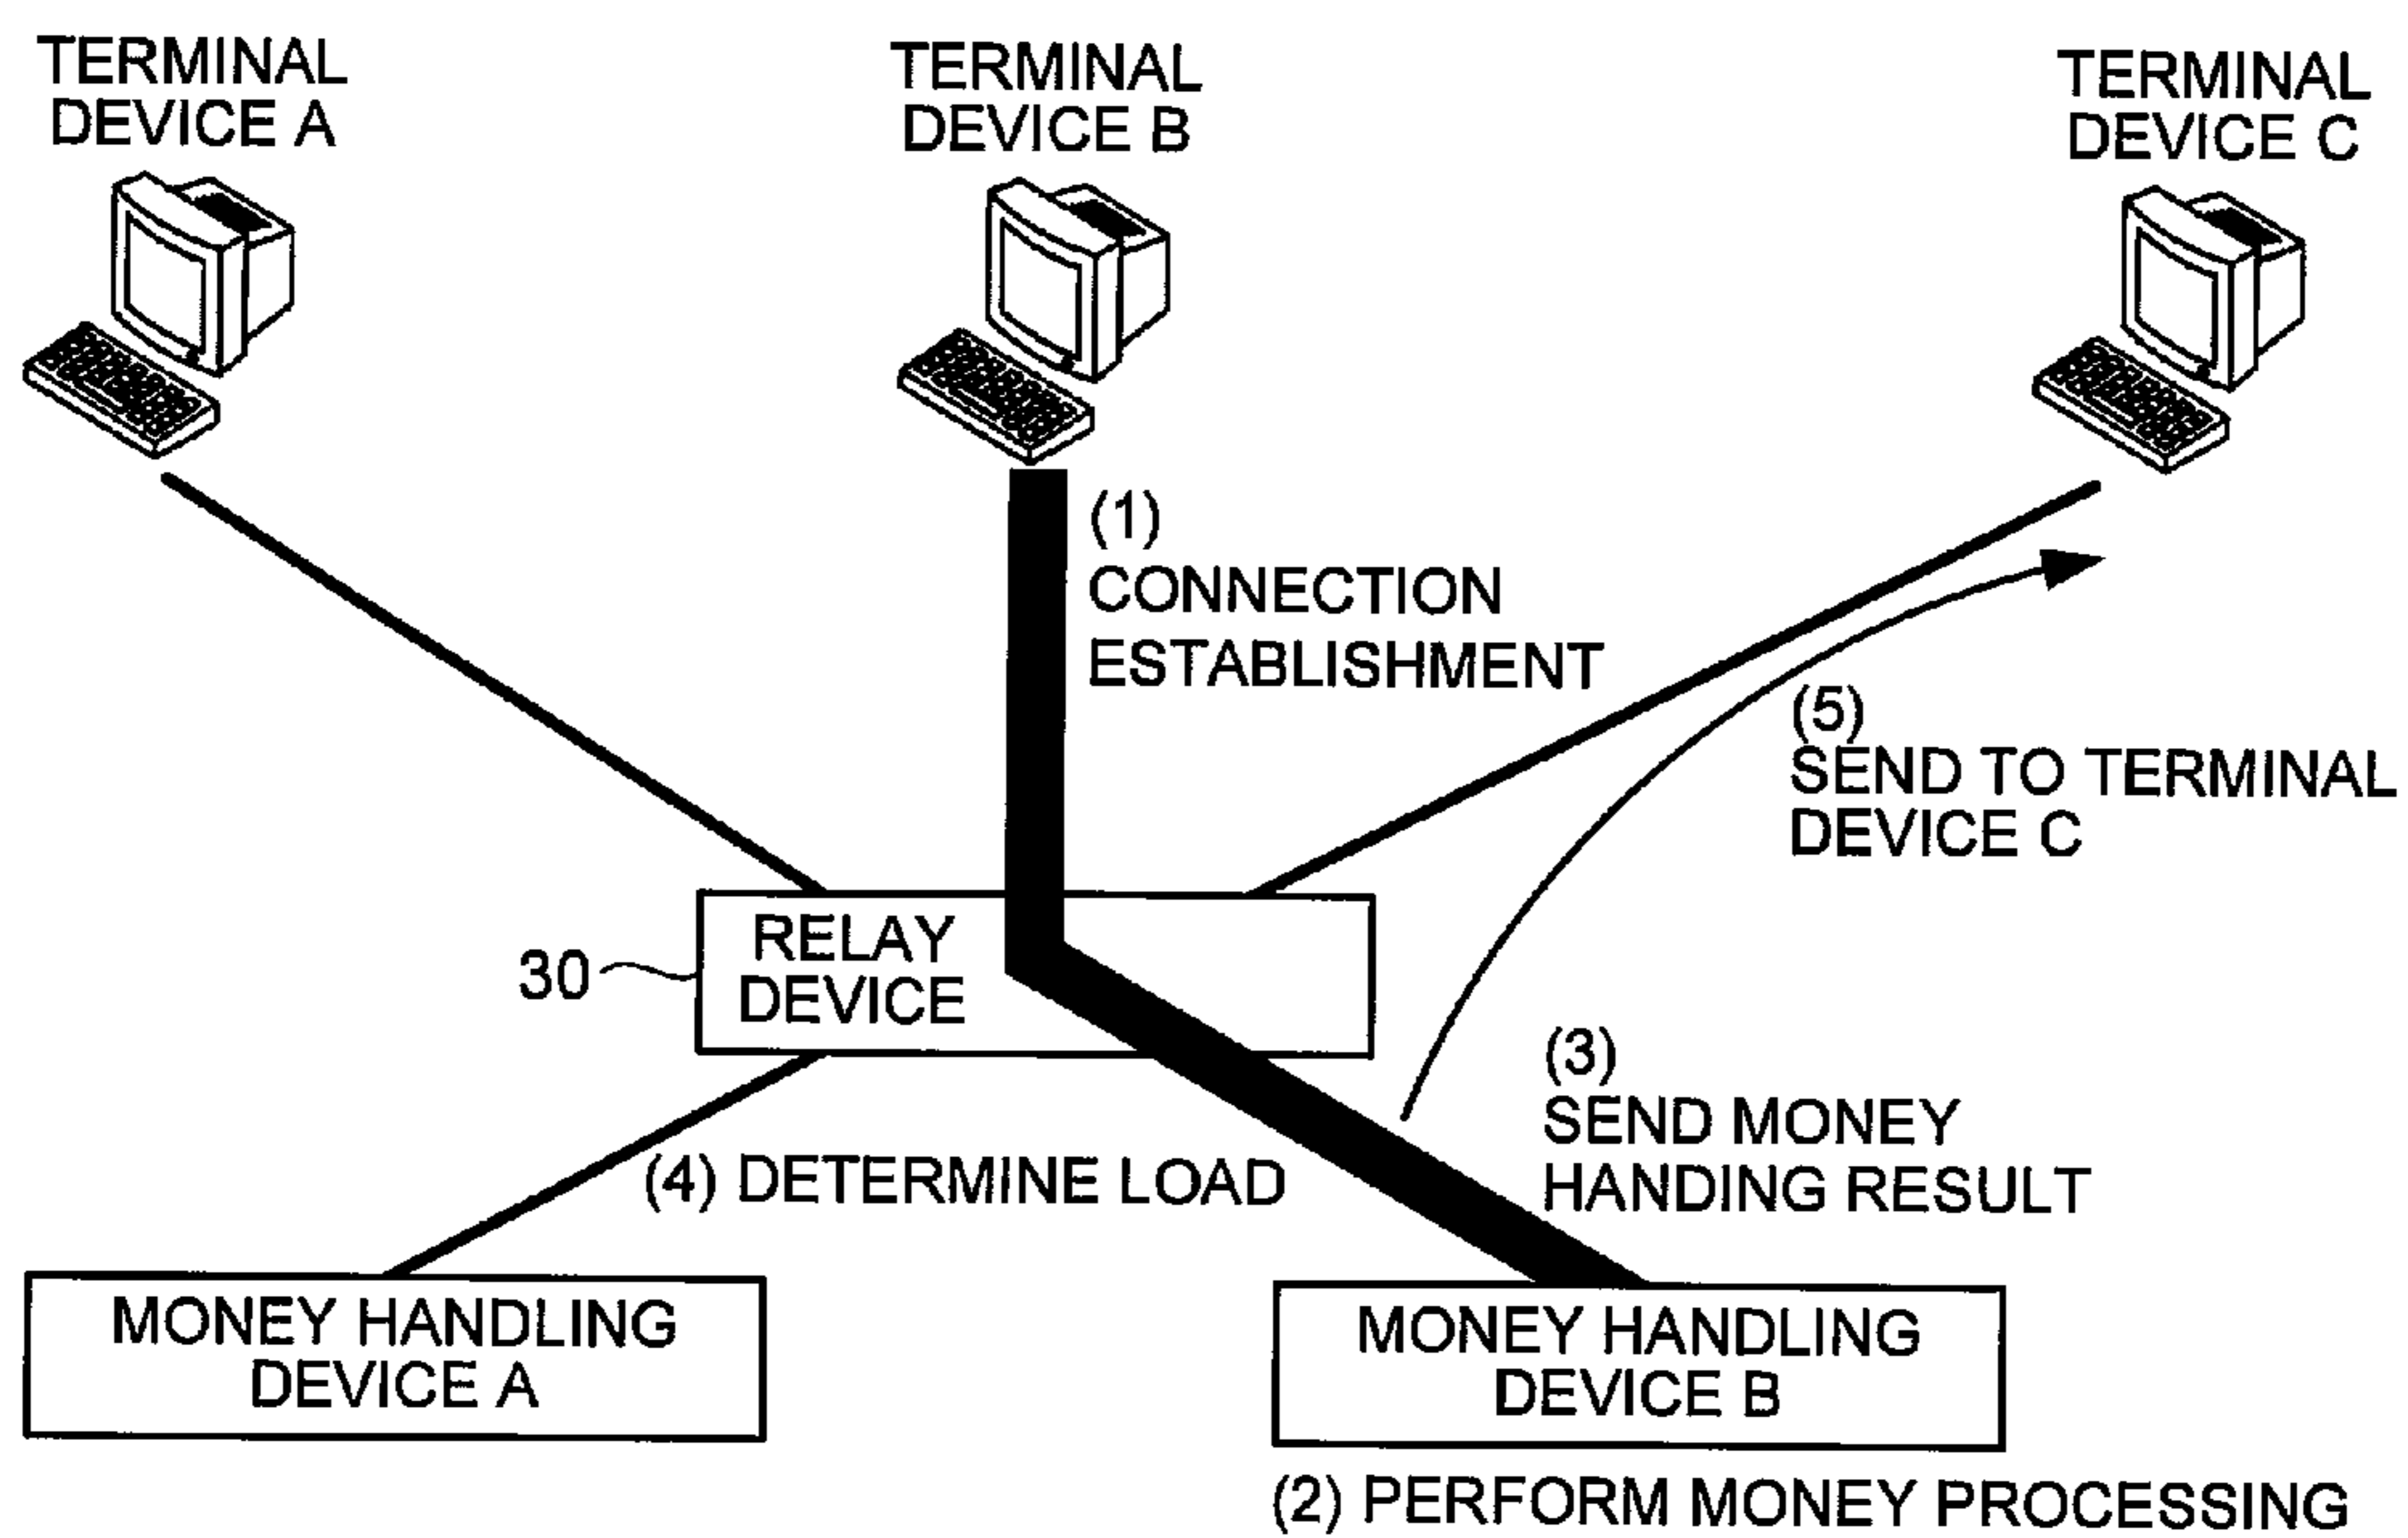 TERMINAL
DEVICE A
TERMINAL
DEVICE B
TERMINAL
DEVICE C
(1)
CONNECTION
ESTABLISHMENT
(5)
SEND TO TERMINAL
DEVICE C
RELAY
DEVICE
30
(3)
SEND MONEY
HANDING RESULT
(4) DETERMINE LOAD
MONEY HANDLING
DEVICE A
MONEY HANDLING
DEVICE B
(2) PERFORM MONEY PROCESSING